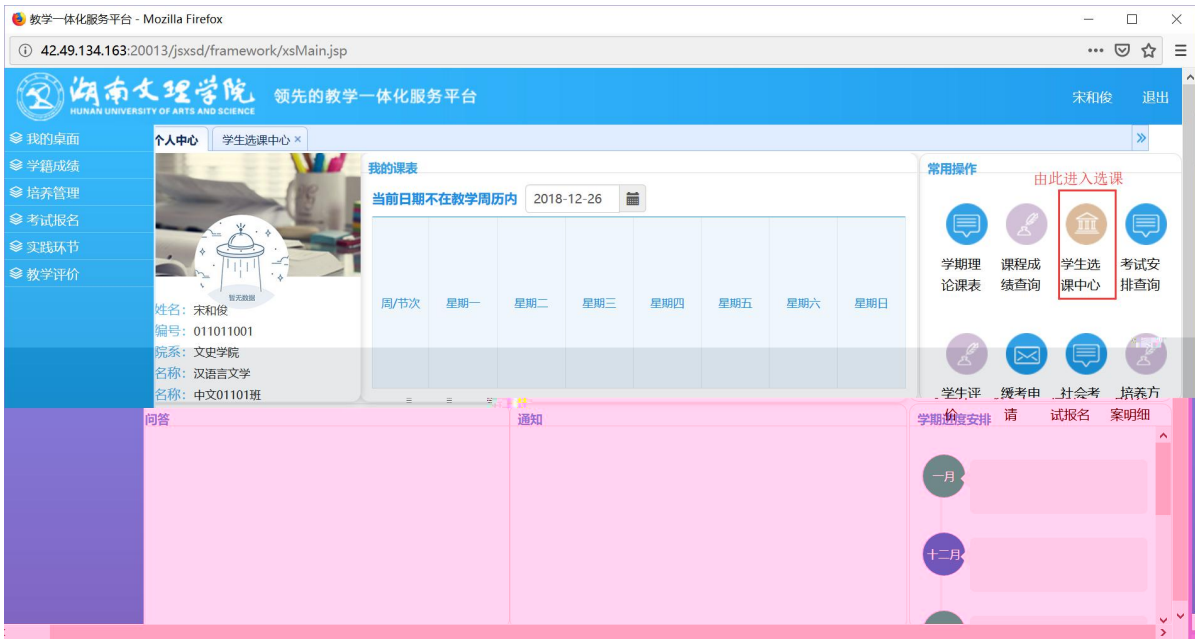 教学一体化服务平台 - Mozilla Firefox
42.49.134.163:20013/jsxsd/framework/xsMain.jsp
湖南文理学院
HUNAN UNIVERSITY OF ARTS AND SCIENCE
领先的教学一体化服务平台
宋和俊 退出
我的桌面
学籍成绩
培养管理
考试报名
实践环节
教学评价
个人中心 学生选课中心 ×
暂无数据
姓名：宋和俊
编号：011011001
院系：文史学院
名称：汉语言文学
名称：中文01101班
我的课表
当前日期不在教学周历内 2018-12-26
周/节次 星期一 星期二 星期三 星期四 星期五 星期六 星期日
常用操作
由此进入选课
学期理论课表
课程成绩查询
学生选课中心
考试安排查询
学生评价
缓考申请
社会考试报名
培养方案明细
问答
通知
学期进度安排
一月
十二月